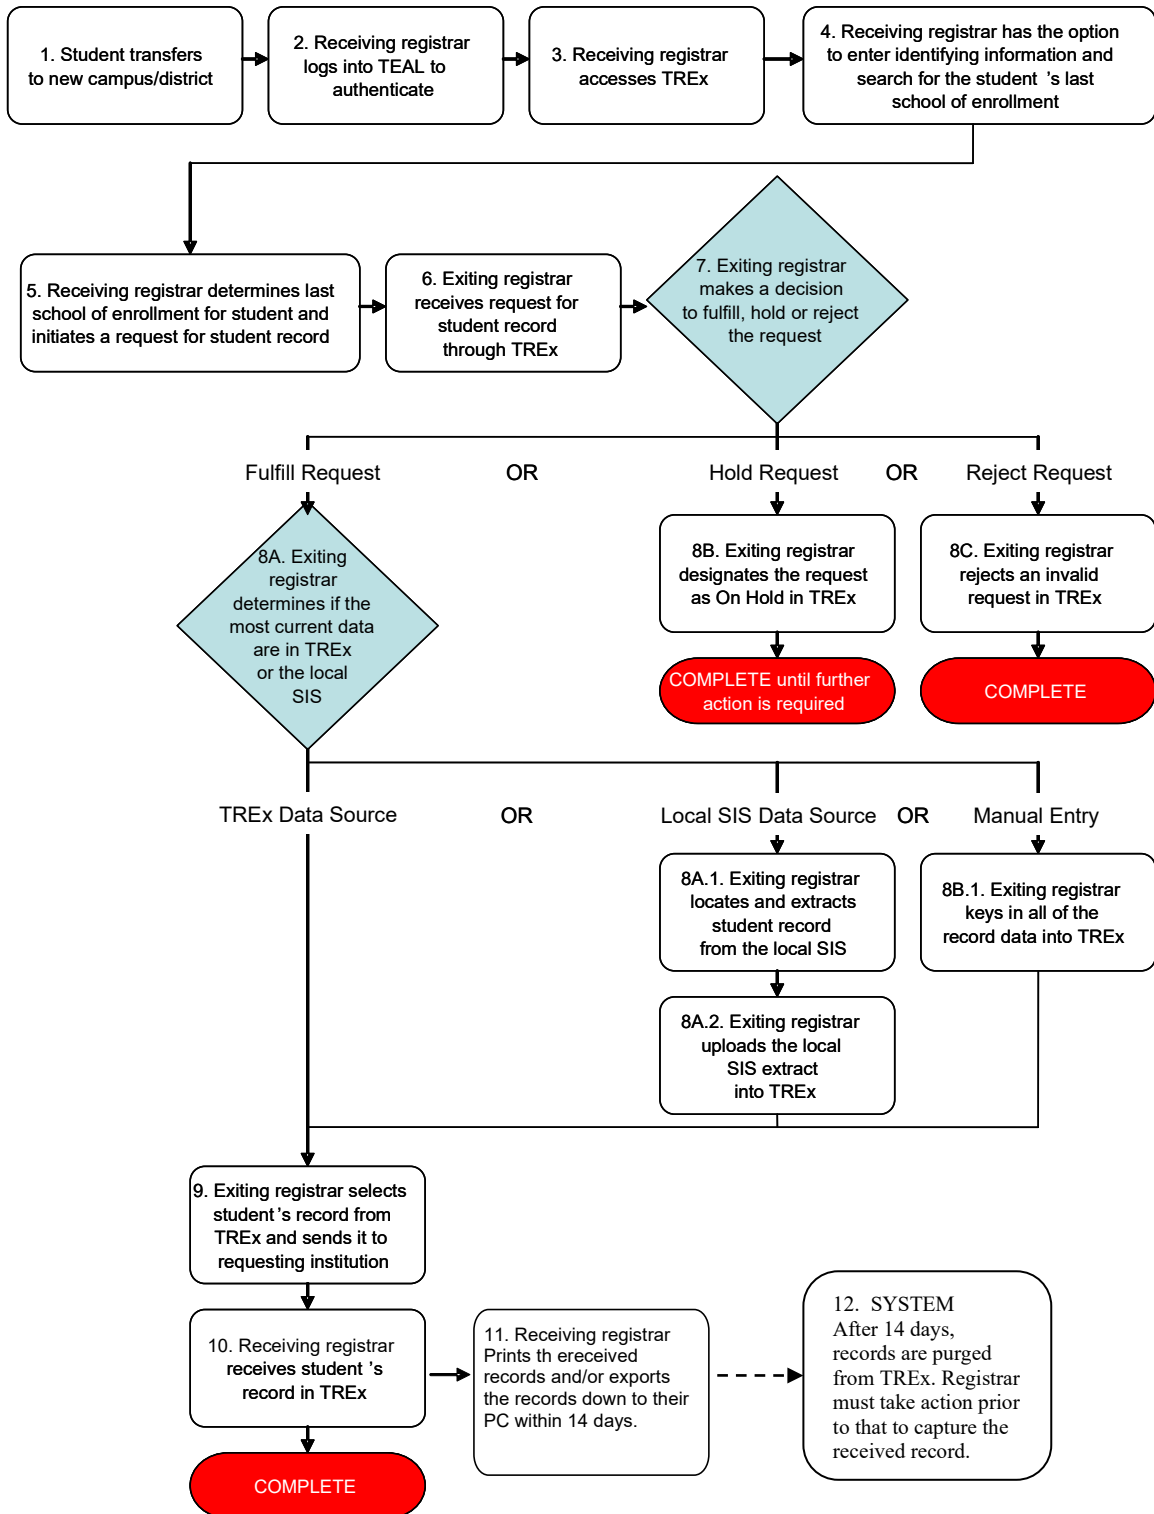 1. Student transfers
to new campus/district
2. Receiving registrar
logs into TEAL to
authenticate
3. Receiving registrar
accesses TREx
4. Receiving registrar has the option
to enter identifying information and
search for the student ’s last
school of enrollment
5. Receiving registrar determines last
school of enrollment for student and
initiates a request for student record
6. Exiting registrar
receives request for
student record
through TREx
7. Exiting registrar
makes a decision
to fulfill, hold or reject
the request
Fulfill Request
OR
Hold Request
OR
Reject Request
8A. Exiting
registrar
determines if the
most current data
are in TREx
or the local
SIS
8B. Exiting registrar
designates the request
as On Hold in TREx
8C. Exiting registrar
rejects an invalid
request in TREx
COMPLETE until further
action is required
COMPLETE
TREx Data Source
OR
Local SIS Data Source
OR
Manual Entry
8A.1. Exiting registrar
locates and extracts
student record
from the local SIS
8B.1. Exiting registrar
keys in all of the
record data into TREx
8A.2. Exiting registrar
uploads the local
SIS extract
into TREx
9. Exiting registrar selects
student’s record from
TREx and sends it to
requesting institution
10. Receiving registrar
receives student ’s
record in TREx
11. Receiving registrar
Prints th ereceived
records and/or exports
the records down to their
PC within 14 days.
12. SYSTEM
After 14 days,
records are purged
from TREx. Registrar
must take action prior
to that to capture the
received record.
COMPLETE